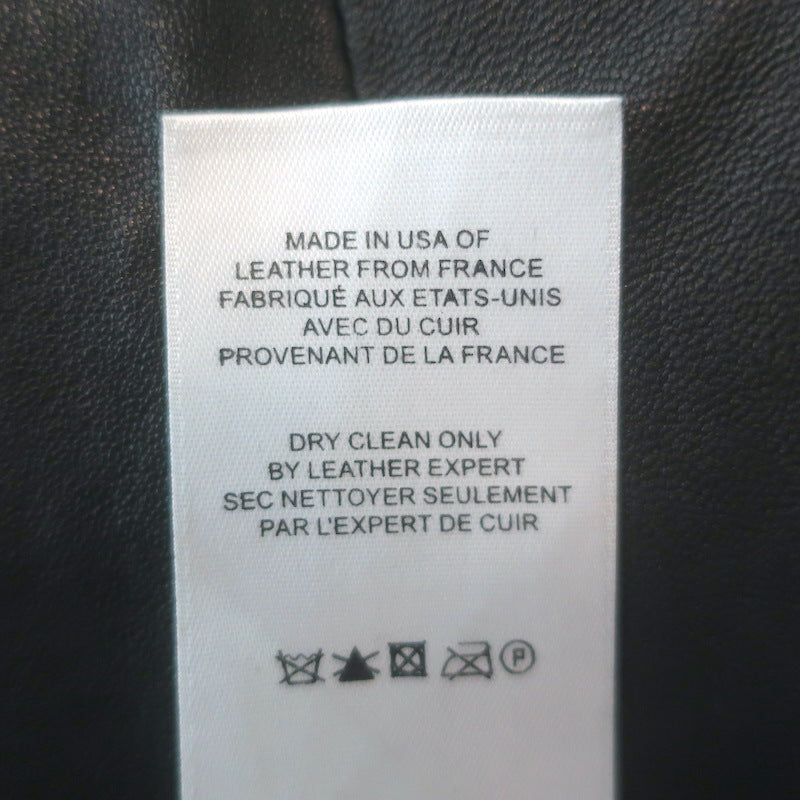 MADE IN USA OF
LEATHER FROM FRANCE
FABRIQUÉ AUX ETATS-UNIS
AVEC DU CUIR
PROVENANT DE LA FRANCE
DRY CLEAN ONLY
BY LEATHER EXPERT
SEC NETTOYER SEULEMENT
PAR L'EXPERT DE CUIR
P